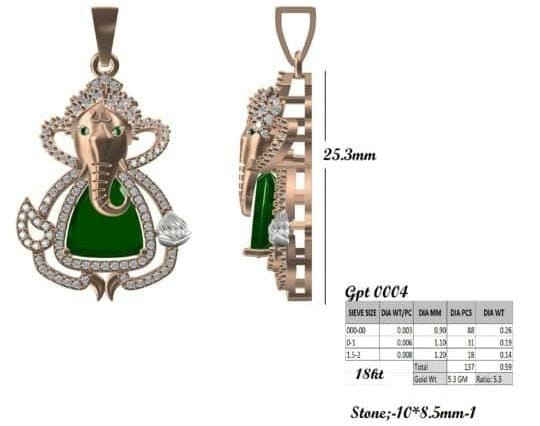 25.3mm
Gpt 0004
SIEVE SIZE DIA WT/PC DIA MM DIA PCS DIA WT
000-00 0.003 0.90 88 0.26
0-1 0.006 1.10 31 0.19
1.5-2 0.008 1.20 18 0.14
Total 137 0.59
18kt Gold Wt 5.3 GM Ratio: 5.3
Stone;-10*8.5mm-1